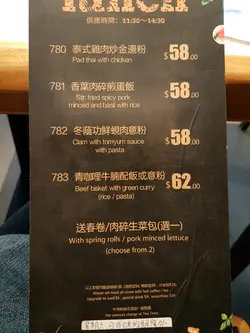 供應時間：11:30~14:30
780 泰式雞肉炒金邊粉 $58.00
Pad thai with chicken
781 香葉肉碎煎蛋飯 $58.00
Stir fried spicy pork
minced and basil with rice
782 冬蔭功鮮蜆肉意粉 $58.00
Clam with tomyum sauce
with pasta
783 青咖哩牛腩配飯或意粉 $62.00
Beef bisket with green curry
(rice / pasta)
送春卷/肉碎生菜包(選一)
With spring rolls / pork minced lettuce
(choose from 2)